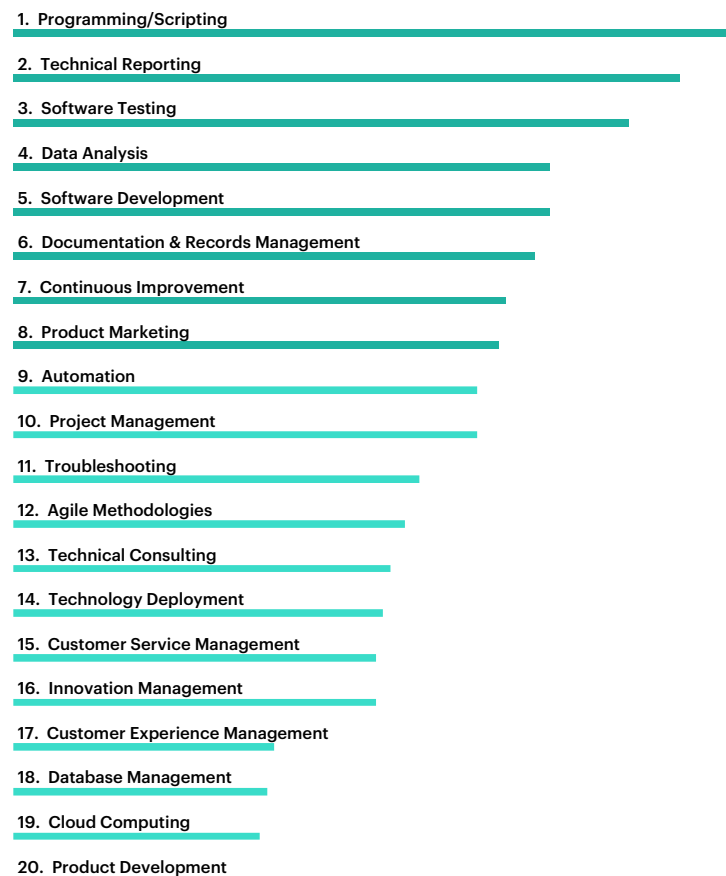 1. Programming/Scripting
2. Technical Reporting
3. Software Testing
4. Data Analysis
5. Software Development
6. Documentation & Records Management
7. Continuous Improvement
8. Product Marketing
9. Automation
10. Project Management
11. Troubleshooting
12. Agile Methodologies
13. Technical Consulting
14. Technology Deployment
15. Customer Service Management
16. Innovation Management
17. Customer Experience Management
18. Database Management
19. Cloud Computing
20. Product Development